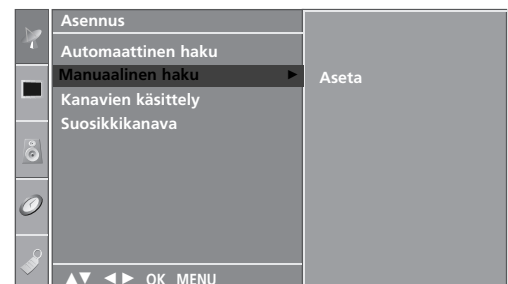 Asennus
Automaattinen haku
Manuaalinen haku ►
Aseta
Kanavien käsittely
Suosikkikanava
▲▼ ◄► OK MENU